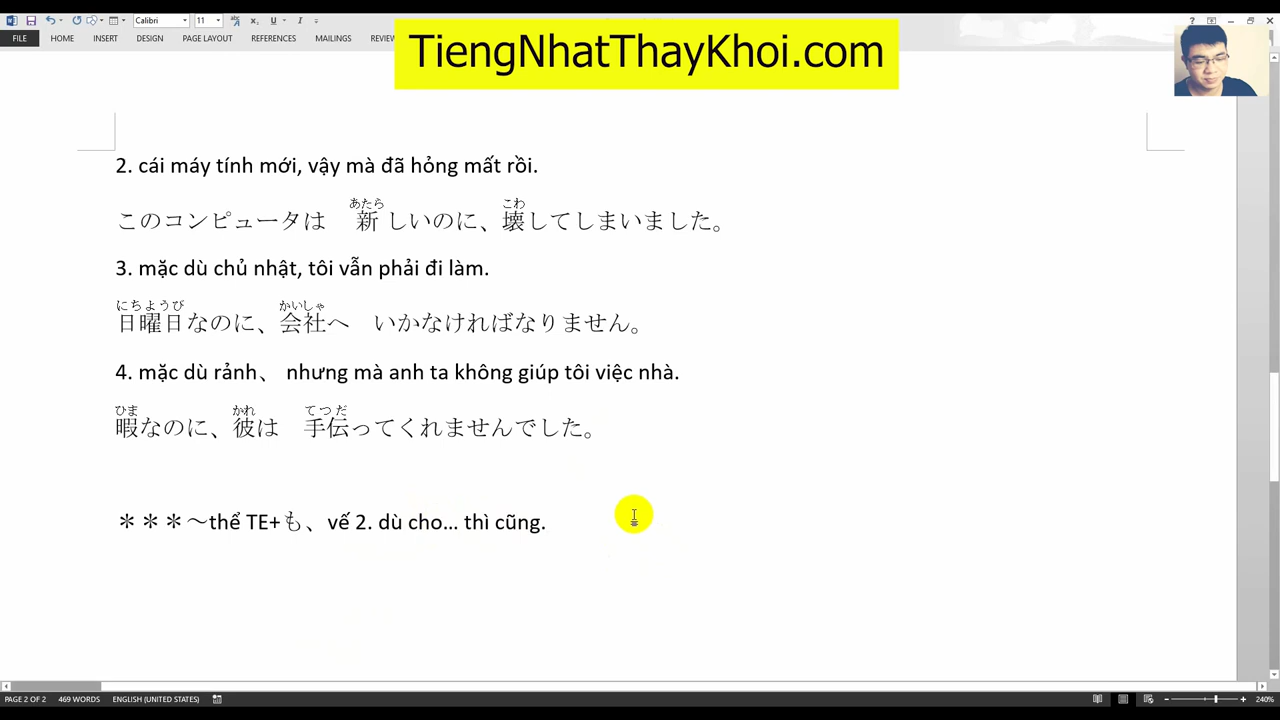 FILE HOME INSERT DESIGN PAGE LAYOUT REFERENCES MAILINGS
Calibri 11
TiengNhatThayKhoi.com
2. cái máy tính mới, vậy mà đã hỏng mất rồi.
あたら こわ
このコンピュータは 新しいのに、壊してしまいました。
3. mặc dù chủ nhật, tôi vẫn phải đi làm.
にちようび かいしゃ
日曜日なのに、会社へ いかなければなりません。
4. mặc dù rảnh、 nhưng mà anh ta không giúp tôi việc nhà.
ひま かれ てつだ
暇なのに、彼は 手伝ってくれませんでした。
＊＊＊～thể TE+も、vế 2. dù cho... thì cũng.
PAGE 2 OF 2 469 WORDS ENGLISH (UNITED STATES) 240%